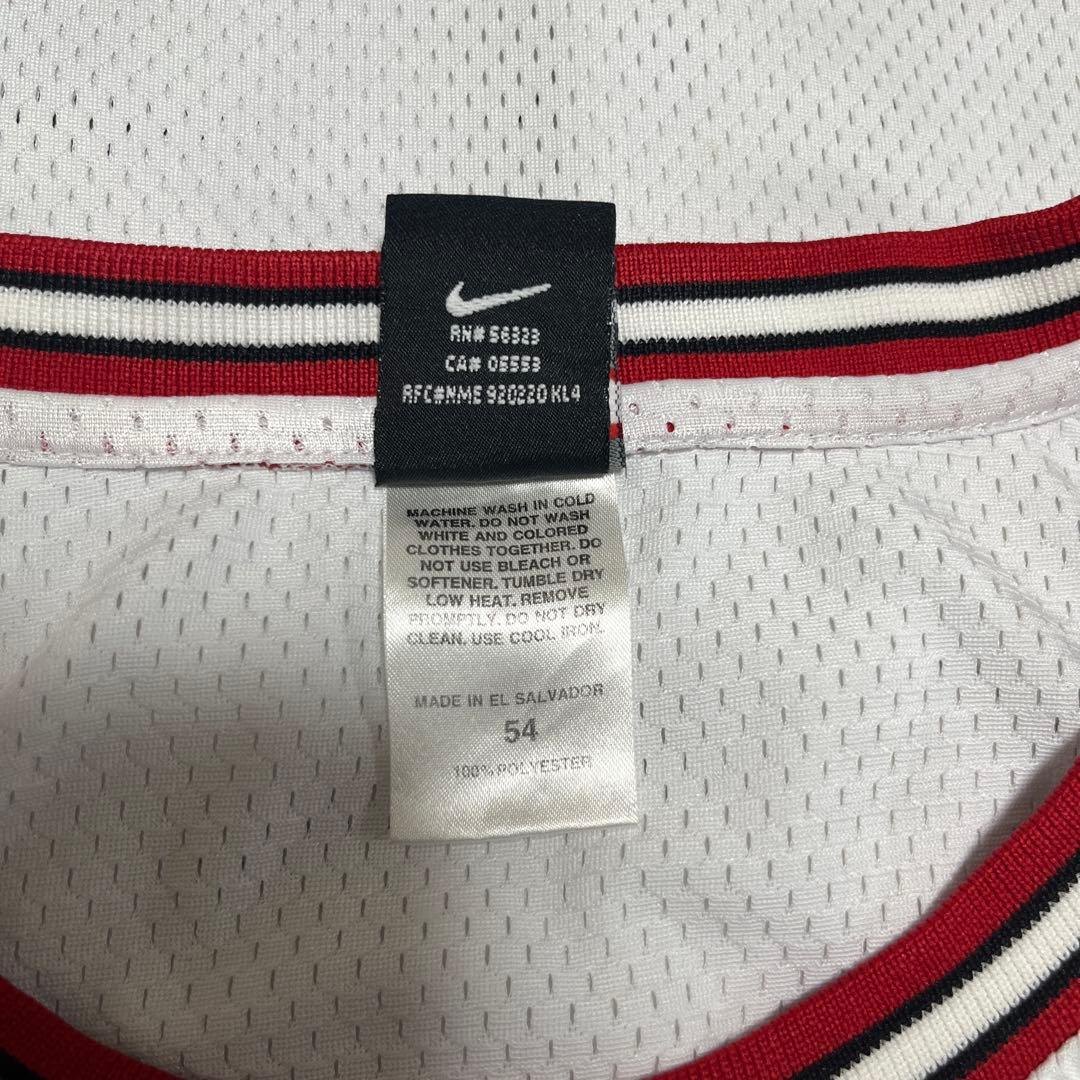 RN# 56323
CA# 05553
RFC#NME 920220 KL4
MACHINE WASH IN COLD
WATER. DO NOT WASH
WHITE AND COLORED
CLOTHES TOGETHER. DO
NOT USE BLEACH OR
SOFTENER. TUMBLE DRY
LOW HEAT. REMOVE
PROMPTLY. DO NOT DRY
CLEAN. USE COOL IRON.
MADE IN EL SALVADOR
54
100% POLYESTER